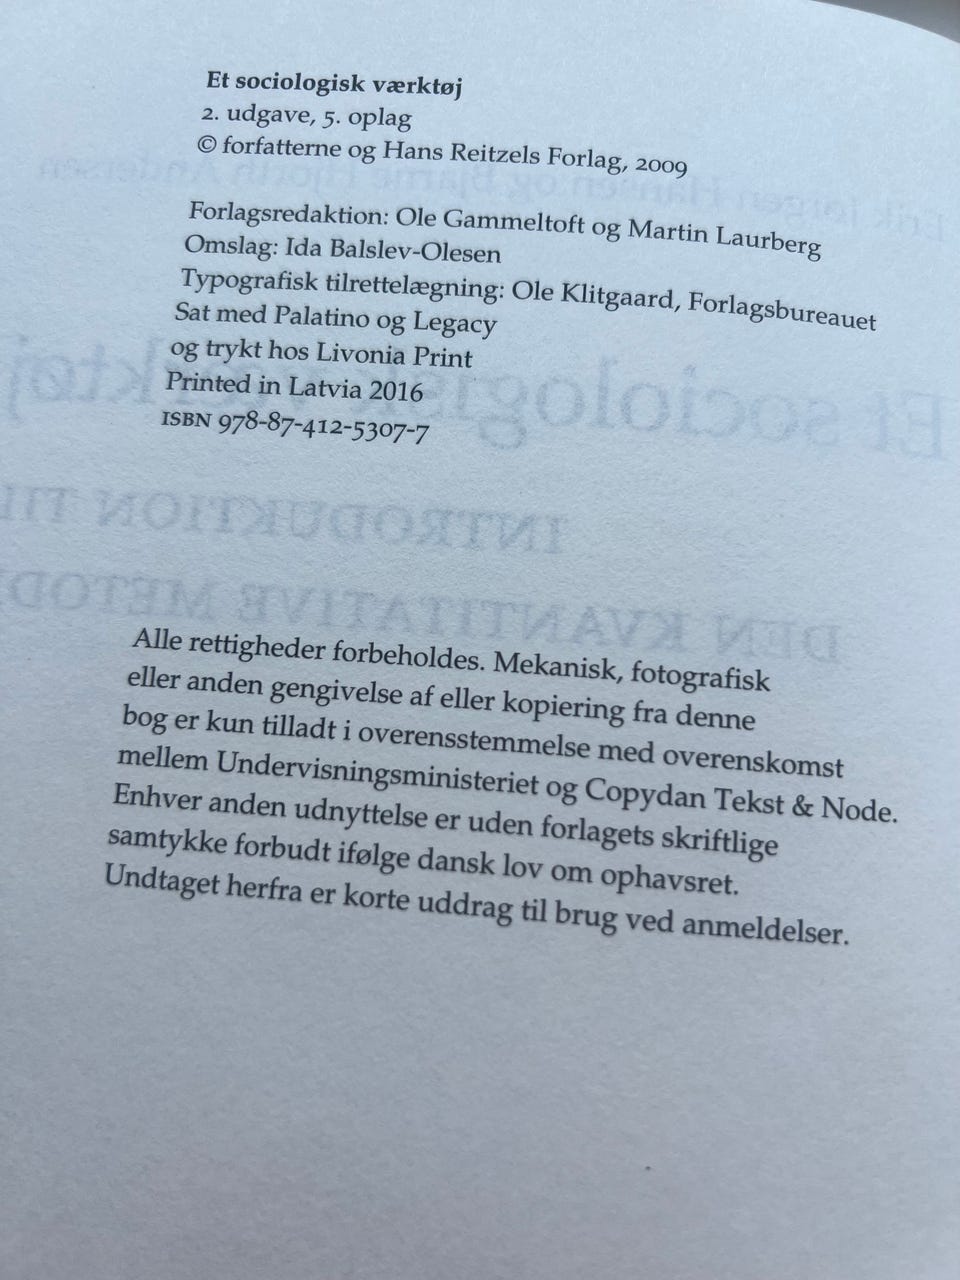 Et sociologisk værktøj
2. udgave, 5. oplag
© forfatterne og Hans Reitzels Forlag, 2009
Forlagsredaktion: Ole Gammeltoft og Martin Laurberg
Omslag: Ida Balslev-Olesen
Typografisk tilrettelægning: Ole Klitgaard, Forlagsbureauet
Sat med Palatino og Legacy
og trykt hos Livonia Print
Printed in Latvia 2016
ISBN 978-87-412-5307-7
Alle rettigheder forbeholdes. Mekanisk, fotografisk
eller anden gengivelse af eller kopiering fra denne
bog er kun tilladt i overensstemmelse med overenskomst
mellem Undervisningsministeriet og Copydan Tekst & Node.
Enhver anden udnyttelse er uden forlagets skriftlige
samtykke forbudt ifølge dansk lov om ophavsret.
Undtaget herfra er korte uddrag til brug ved anmeldelser.